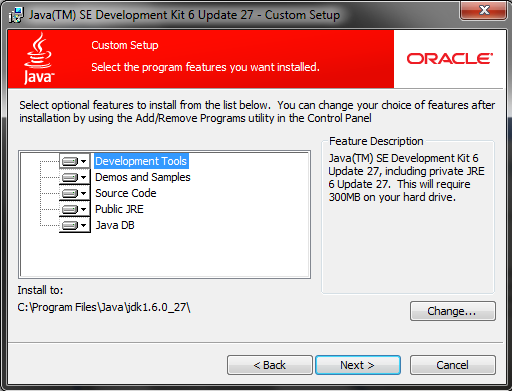 Java(TM) SE Development Kit 6 Update 27 - Custom Setup
Java™
Custom Setup
Select the program features you want installed.
ORACLE®
Select optional features to install from the list below. You can change your choice of features after
installation by using the Add/Remove Programs utility in the Control Panel
Development Tools
Demos and Samples
Source Code
Public JRE
Java DB
Feature Description
Java(TM) SE Development Kit 6
Update 27, including private JRE
6 Update 27. This will require
300MB on your hard drive.
Install to:
C:\Program Files\Java\jdk1.6.0_27\
Change...
< Back
Next >
Cancel